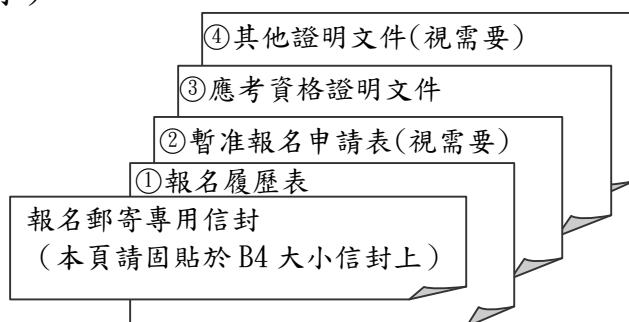 ④其他證明文件(視需要)
③應考資格證明文件
②暫准報名申請表(視需要)
①報名履歷表
報名郵寄專用信封
（本頁請固貼於 B4 大小信封上）